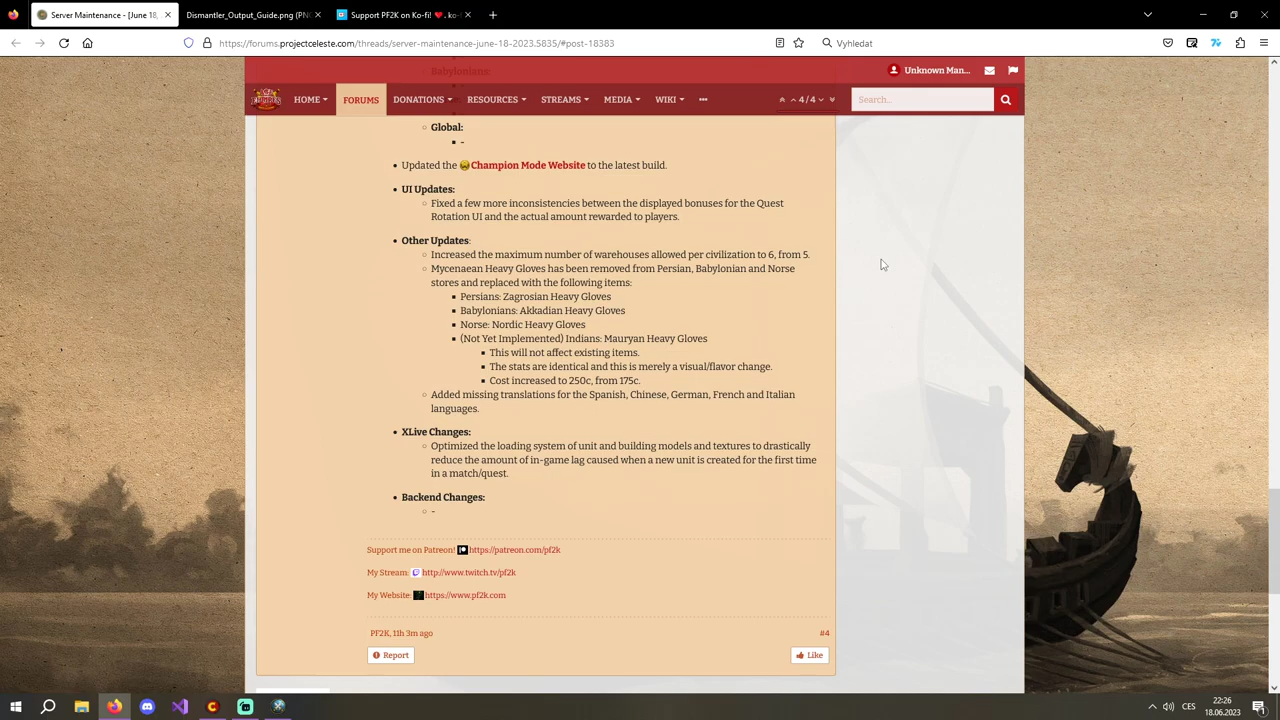 Server Maintenance - [June 18,
Dismantler_Output_Guide.png (PN
Support PF2K on Ko-fi! ❤️. ko-f
https://forums.projectceleste.com/threads/server-maintenance-june-18-2023.5835/#post-18383
Vyhledat
Babylonians:
Unknown Man...
HOME
FORUMS
DONATIONS
RESOURCES
STREAMS
MEDIA
WIKI
4 / 4
Search...
Global:
-
Updated the Champion Mode Website to the latest build.
UI Updates:
Fixed a few more inconsistencies between the displayed bonuses for the Quest
Rotation UI and the actual amount rewarded to players.
Other Updates:
Increased the maximum number of warehouses allowed per civilization to 6, from 5.
Mycenaean Heavy Gloves has been removed from Persian, Babylonian and Norse
stores and replaced with the following items:
Persians: Zagrosian Heavy Gloves
Babylonians: Akkadian Heavy Gloves
Norse: Nordic Heavy Gloves
(Not Yet Implemented) Indians: Mauryan Heavy Gloves
This will not affect existing items.
The stats are identical and this is merely a visual/flavor change.
Cost increased to 250c, from 175c.
Added missing translations for the Spanish, Chinese, German, French and Italian
languages.
XLive Changes:
Optimized the loading system of unit and building models and textures to drastically
reduce the amount of in-game lag caused when a new unit is created for the first time
in a match/quest.
Backend Changes:
-
Support me on Patreon! https://patreon.com/pf2k
My Stream: http://www.twitch.tv/pf2k
My Website: https://www.pf2k.com
PF2K, 11h 3m ago
#4
Report
Like
CS
22:26
18.06.2023